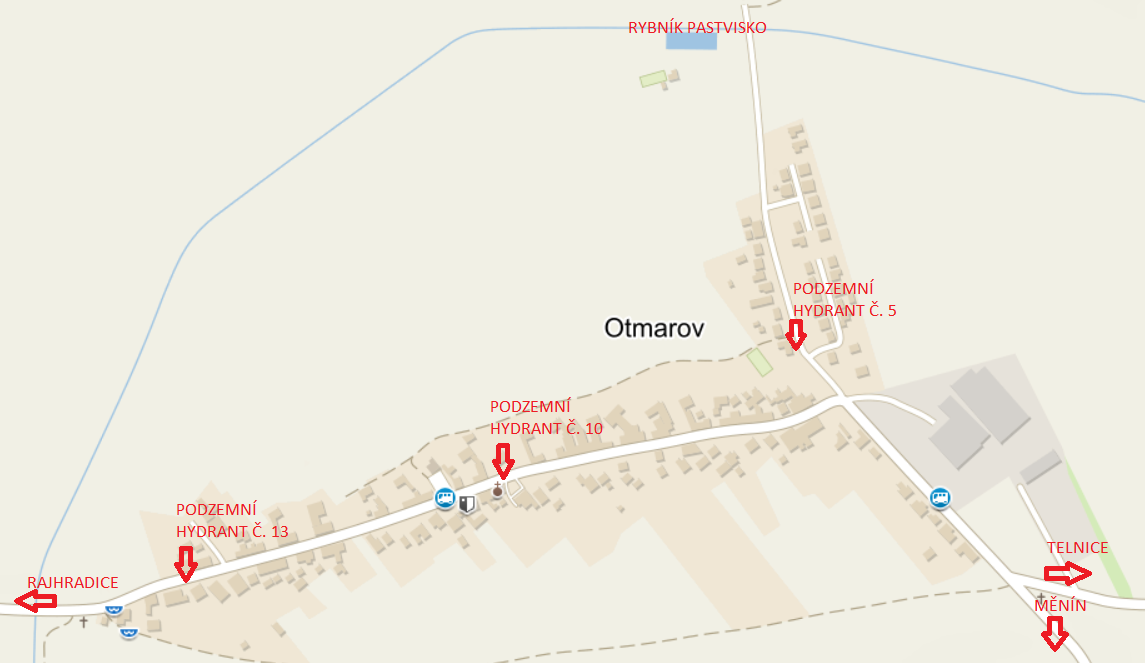 RYBNÍK PASTVISKO
PODZEMNÍ
HYDRANT Č. 5
Otmarov
PODZEMNÍ
HYDRANT Č. 10
PODZEMNÍ
HYDRANT Č. 13
RAJHRADICE
TELNICE
MĚNÍN